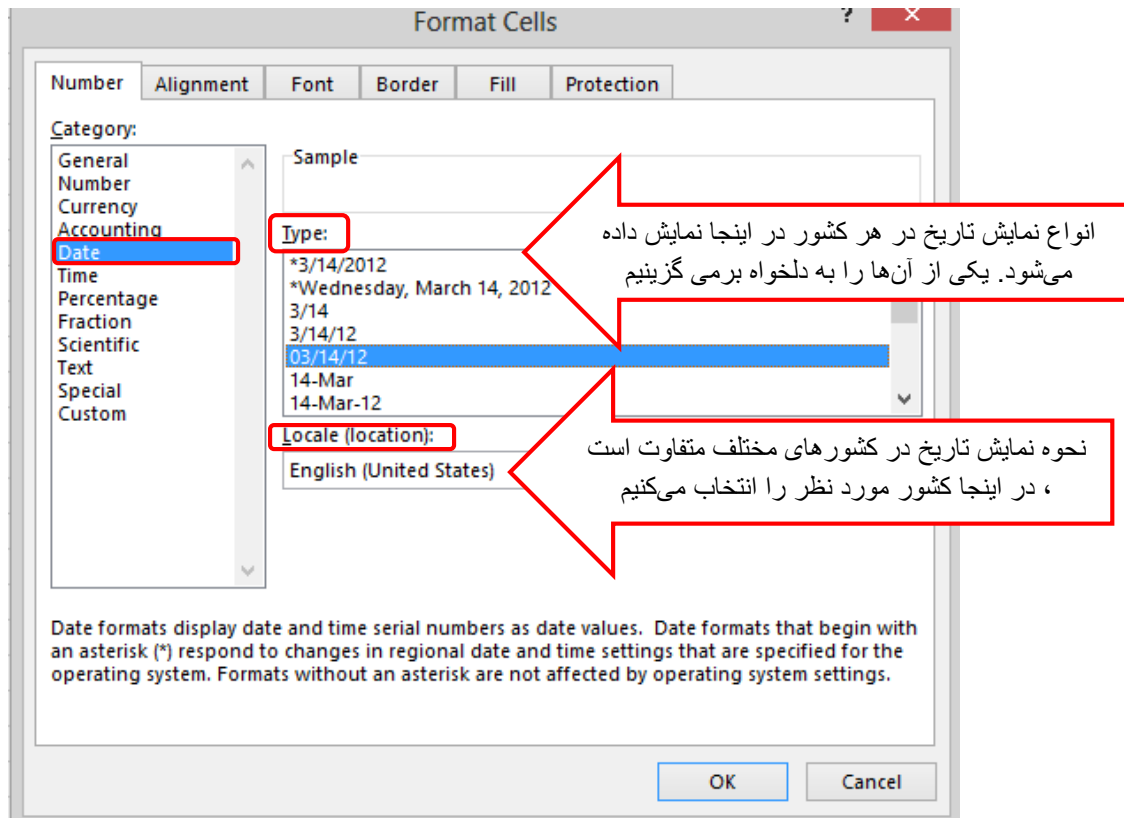 Format Cells
? ×
Number Alignment Font Border Fill Protection
Category:
General
Number
Currency
Accounting
Date
Time
Percentage
Fraction
Scientific
Text
Special
Custom
Sample
Type:
*3/14/2012
*Wednesday, March 14, 2012
3/14
3/14/12
03/14/12
14-Mar
14-Mar-12
انواع نمایش تاریخ در هر کشور در اینجا نمایش داده
می‌شود. یکی از آن‌ها را به دلخواه برمی گزینیم
Locale (location):
English (United States)
نحوه نمایش تاریخ در کشورهای مختلف متفاوت است
، در اینجا کشور مورد نظر را انتخاب می‌کنیم
Date formats display date and time serial numbers as date values.  Date formats that begin with
an asterisk (*) respond to changes in regional date and time settings that are specified for the
operating system. Formats without an asterisk are not affected by operating system settings.
OK Cancel